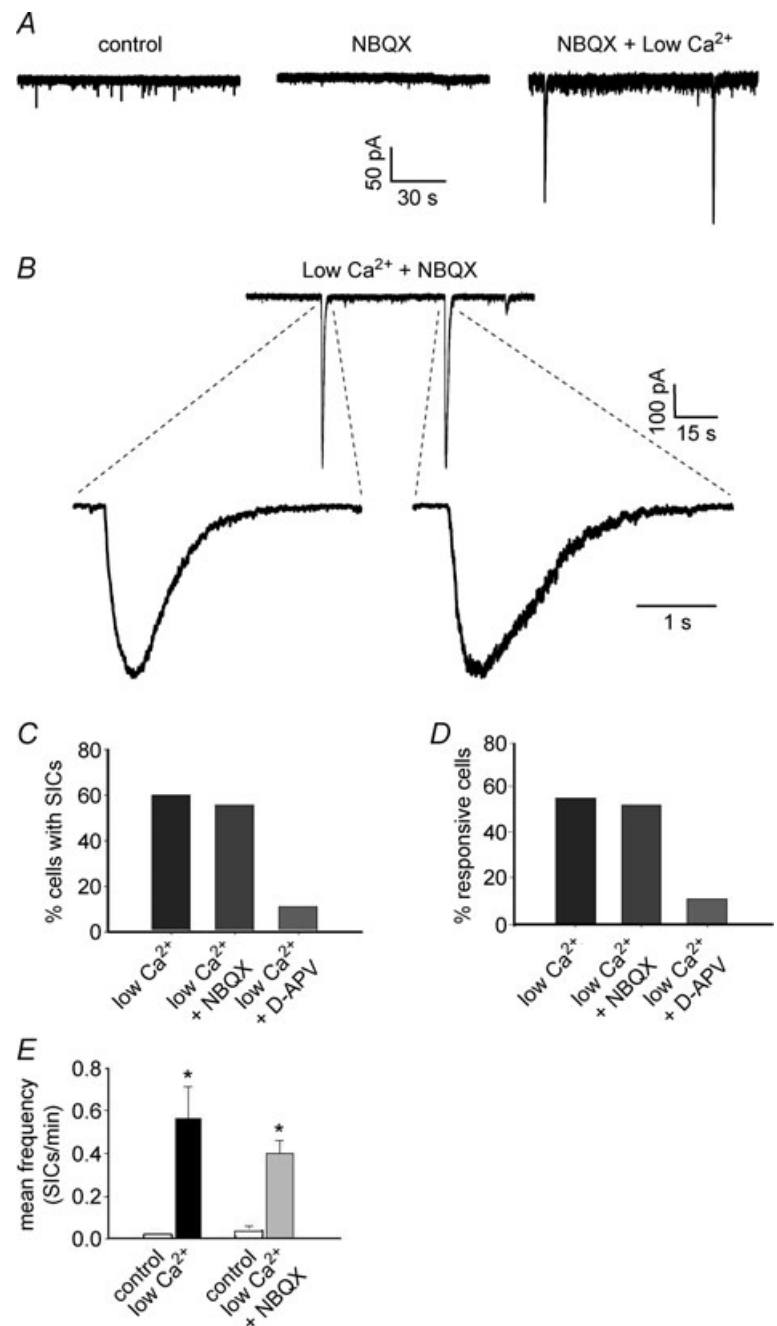 A
control
NBQX
NBQX + Low Ca²⁺
50 pA
30 s
B
Low Ca²⁺ + NBQX
100 pA
15 s
1 s
C
% cells with SICs
80
60
40
20
0
low Ca²⁺
low Ca²⁺
+ NBQX
low Ca²⁺
+ D-APV
D
% responsive cells
80
60
40
20
0
low Ca²⁺
low Ca²⁺
+ NBQX
low Ca²⁺
+ D-APV
E
mean frequency
(SICs/min)
0.8
0.6
0.4
0.2
0.0
*
*
control
low Ca²⁺
control
low Ca²⁺
+ NBQX